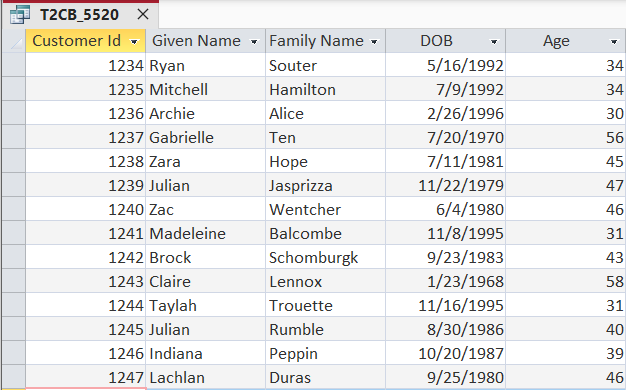 T2CB_5520
Customer Id Given Name Family Name DOB Age
1234 Ryan Souter 5/16/1992 34
1235 Mitchell Hamilton 7/9/1992 34
1236 Archie Alice 2/26/1996 30
1237 Gabrielle Ten 7/20/1970 56
1238 Zara Hope 7/11/1981 45
1239 Julian Jasprizza 11/22/1979 47
1240 Zac Wentcher 6/4/1980 46
1241 Madeleine Balcombe 11/8/1995 31
1242 Brock Schomburgk 9/23/1983 43
1243 Claire Lennox 1/23/1968 58
1244 Taylah Trouette 11/16/1995 31
1245 Julian Rumble 8/30/1986 40
1246 Indiana Peppin 10/20/1987 39
1247 Lachlan Duras 9/25/1980 46